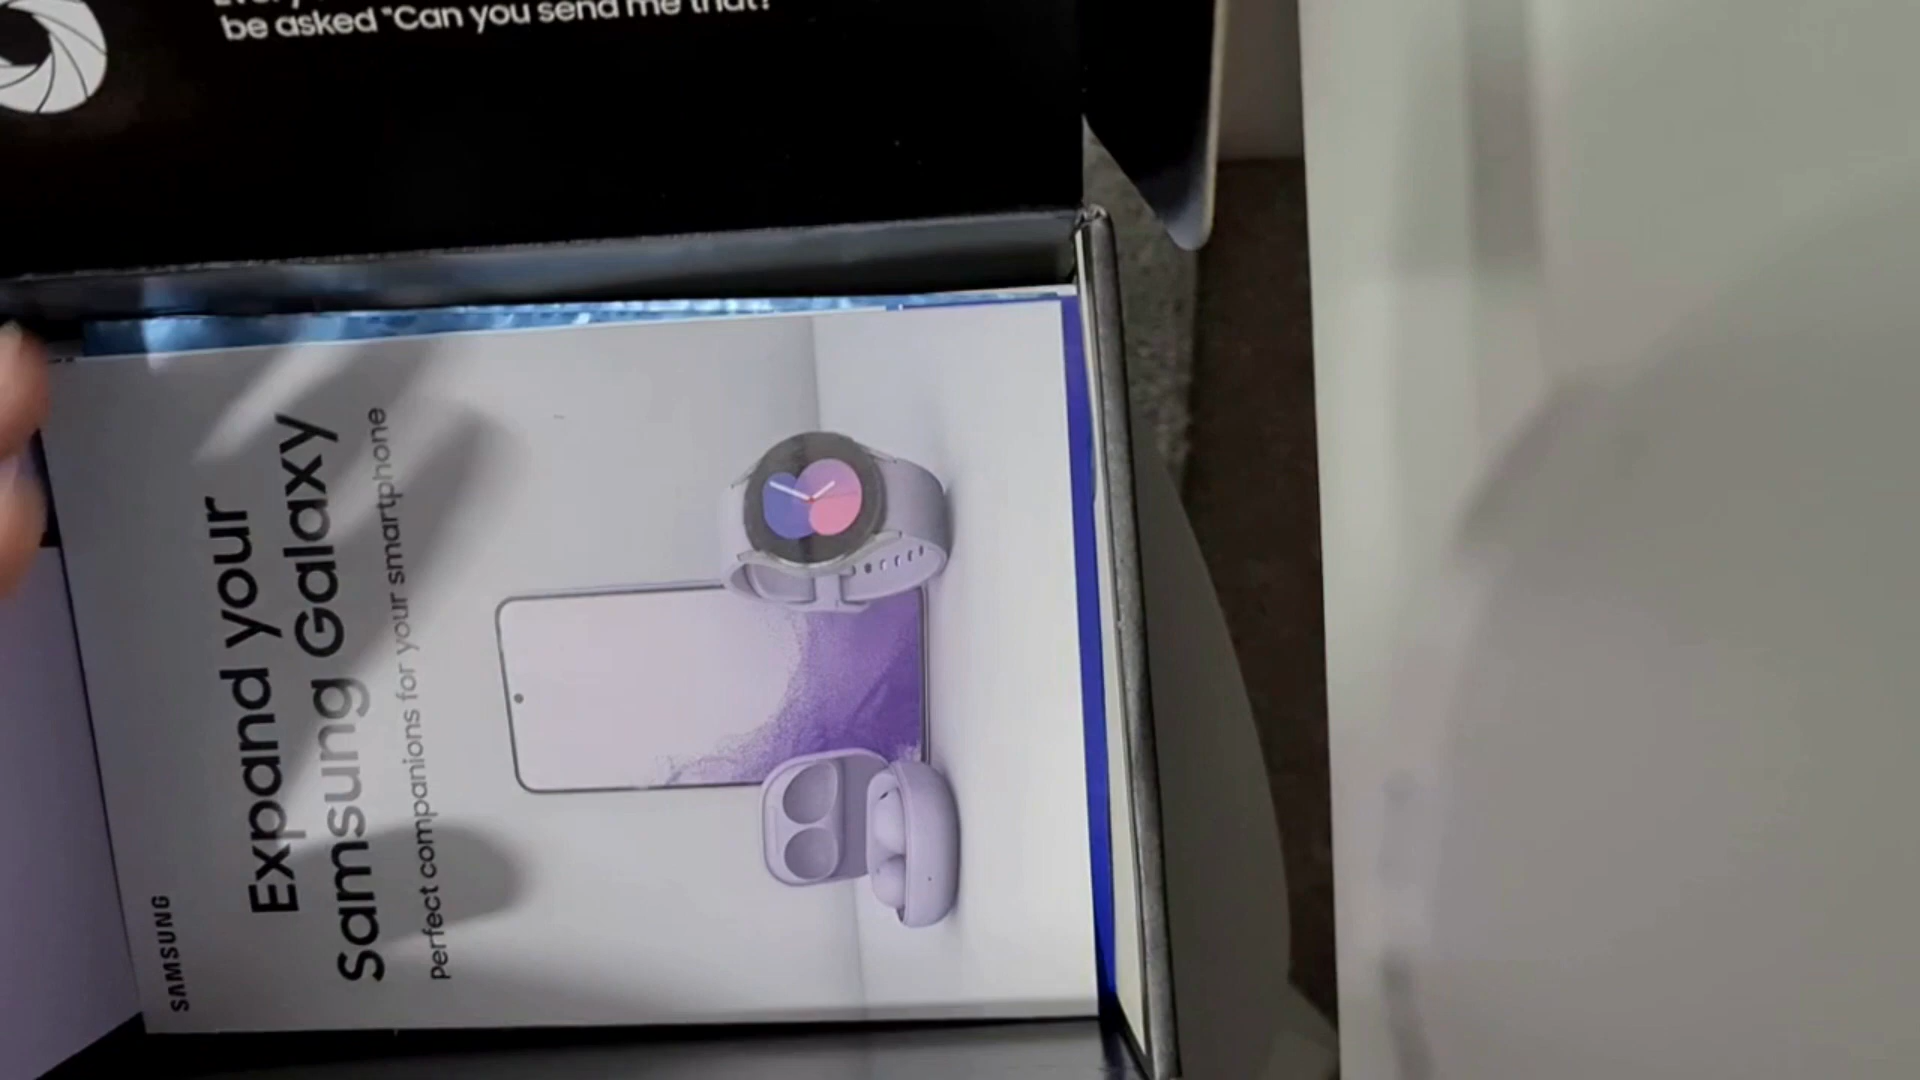 be asked "Can you send me that?
SAMSUNG
Expand your
Samsung Galaxy
Perfect companions for your smartphone